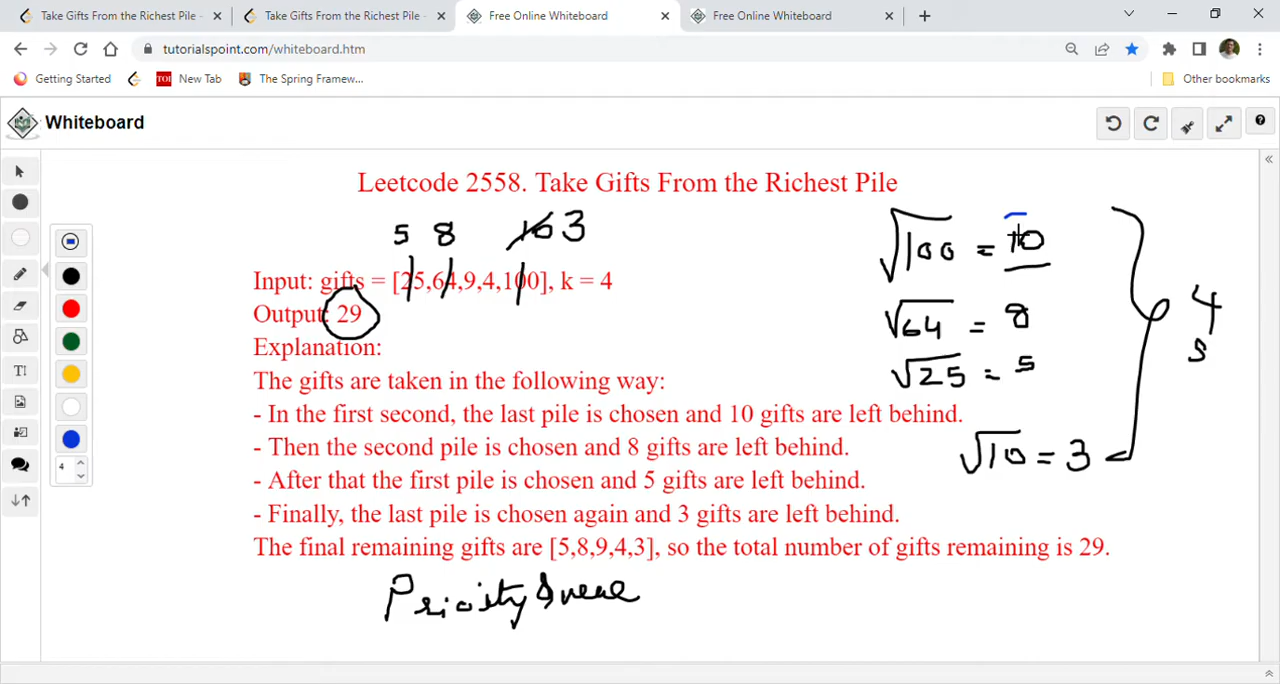 Take Gifts From the Richest Pile -
Take Gifts From the Richest Pile -
Free Online Whiteboard
Free Online Whiteboard
tutorialspoint.com/whiteboard.htm
Getting Started
TOI New Tab
The Spring Framew...
Other bookmarks
Whiteboard
Leetcode 2558. Take Gifts From the Richest Pile
5 8 10 3
Input: gifts = [25,64,9,4,100], k = 4
Output: 29
Explanation:
The gifts are taken in the following way:
- In the first second, the last pile is chosen and 10 gifts are left behind.
- Then the second pile is chosen and 8 gifts are left behind.
- After that the first pile is chosen and 5 gifts are left behind.
- Finally, the last pile is chosen again and 3 gifts are left behind.
The final remaining gifts are [5,8,9,4,3], so the total number of gifts remaining is 29.
PriorityQueue
√100 = 10
√64 = 8
√25 = 5
√10 = 3
4
s
4